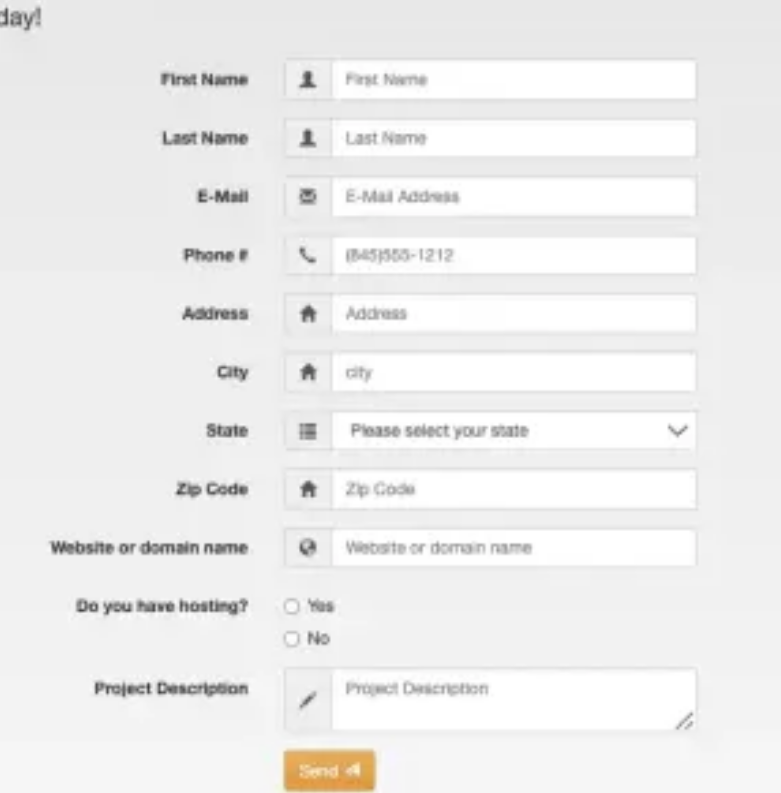 day!
First Name First Name
Last Name Last Name
E-Mail E-Mail Address
Phone # (845)555-1212
Address Address
City city
State Please select your state
Zip Code Zip Code
Website or domain name Website or domain name
Do you have hosting? Yes
No
Project Description Project Description
Send